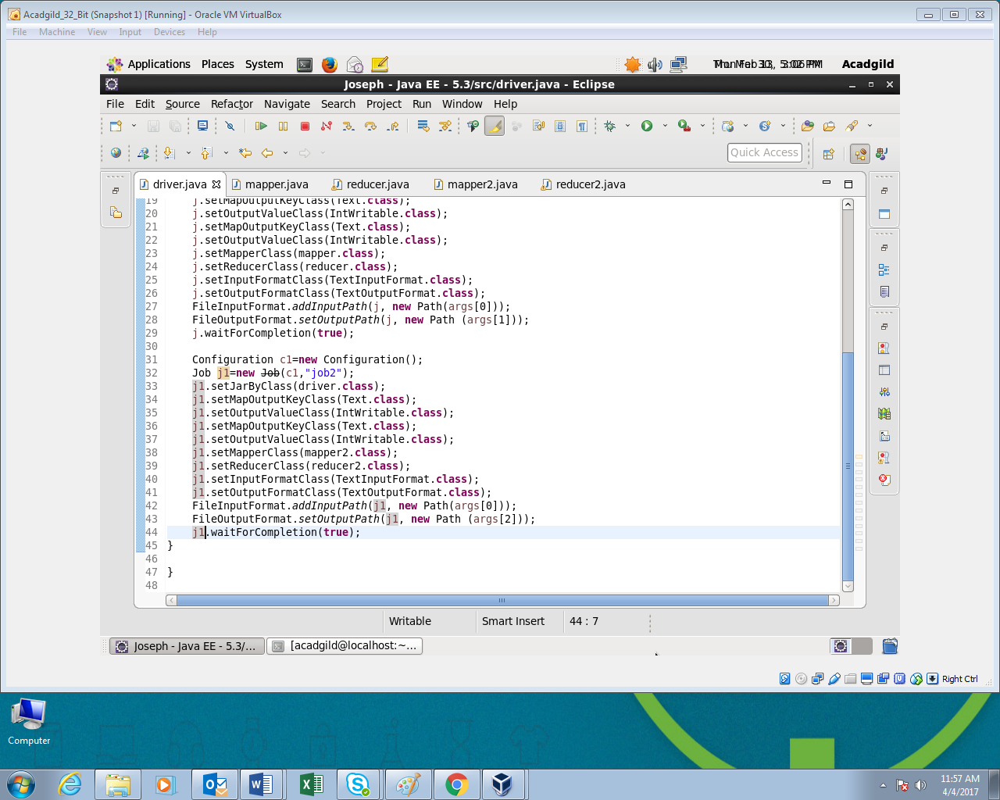 Acadgild_32_Bit (Snapshot 1) [Running] - Oracle VM VirtualBox
File Machine View Input Devices Help
Applications Places System
Acadgild
Joseph - Java EE - 5.3/src/driver.java - Eclipse
File Edit Source Refactor Navigate Search Project Run Window Help
Quick Access
driver.java mapper.java reducer.java mapper2.java reducer2.java
19 j.setMapOutputKeyClass(Text.class);
20 j.setOutputValueClass(IntWritable.class);
21 j.setMapOutputKeyClass(Text.class);
22 j.setOutputValueClass(IntWritable.class);
23 j.setMapperClass(mapper.class);
24 j.setReducerClass(reducer.class);
25 j.setInputFormatClass(TextInputFormat.class);
26 j.setOutputFormatClass(TextOutputFormat.class);
27 FileInputFormat.addInputPath(j, new Path(args[0]));
28 FileOutputFormat.setOutputPath(j, new Path (args[1]));
29 j.waitForCompletion(true);
30
31 Configuration c1=new Configuration();
32 Job j1=new Job(c1,"job2");
33 j1.setJarByClass(driver.class);
34 j1.setMapOutputKeyClass(Text.class);
35 j1.setOutputValueClass(IntWritable.class);
36 j1.setMapOutputKeyClass(Text.class);
37 j1.setOutputValueClass(IntWritable.class);
38 j1.setMapperClass(mapper2.class);
39 j1.setReducerClass(reducer2.class);
40 j1.setInputFormatClass(TextInputFormat.class);
41 j1.setOutputFormatClass(TextOutputFormat.class);
42 FileInputFormat.addInputPath(j1, new Path(args[0]));
43 FileOutputFormat.setOutputPath(j1, new Path (args[2]));
44 j1.waitForCompletion(true);
45 }
46
47 }
48
Writable Smart Insert 44 : 7
Joseph - Java EE - 5.3/... [acadgild@localhost:~...
Right Ctrl
Computer
11:57 AM
4/4/2017